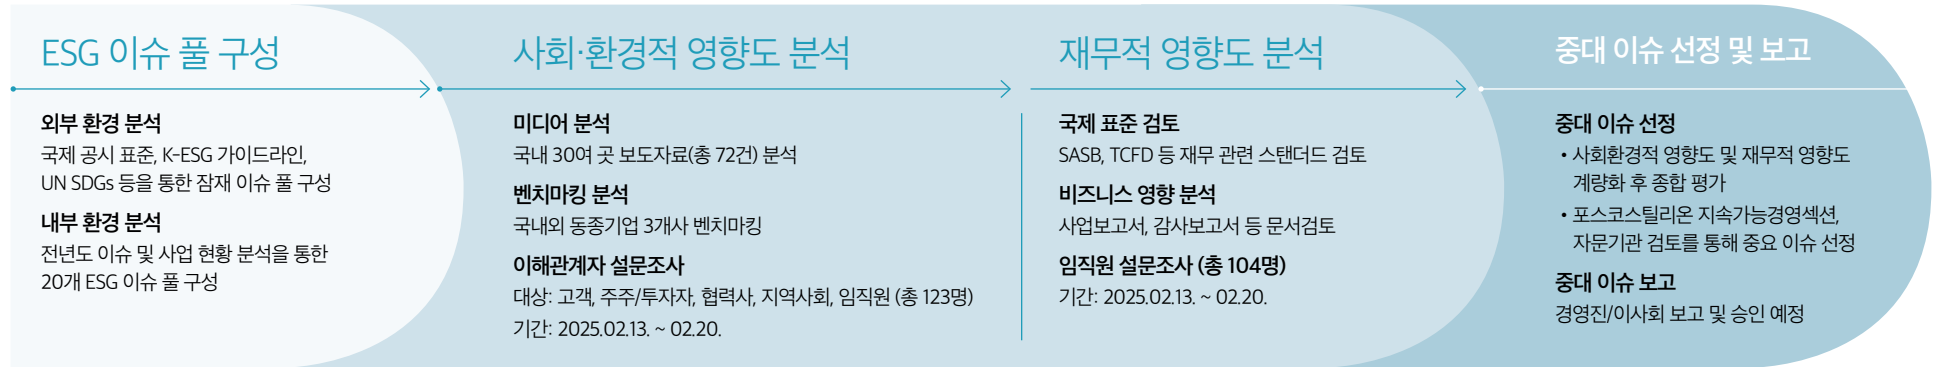 ESG 이슈 풀 구성
외부 환경 분석
국제 공시 표준, K-ESG 가이드라인,
UN SDGs 등을 통한 잠재 이슈 풀 구성
내부 환경 분석
전년도 이슈 및 사업 현황 분석을 통한
20개 ESG 이슈 풀 구성
사회·환경적 영향도 분석
미디어 분석
국내 30여 곳 보도자료(총 72건) 분석
벤치마킹 분석
국내외 동종기업 3개사 벤치마킹
이해관계자 설문조사
대상: 고객, 주주/투자자, 협력사, 지역사회, 임직원 (총 123명)
기간: 2025.02.13. ~ 02.20.
재무적 영향도 분석
국제 표준 검토
SASB, TCFD 등 재무 관련 스탠더드 검토
비즈니스 영향 분석
사업보고서, 감사보고서 등 문서검토
임직원 설문조사 (총 104명)
기간: 2025.02.13. ~ 02.20.
중대 이슈 선정 및 보고
중대 이슈 선정
• 사회환경적 영향도 및 재무적 영향도
계량화 후 종합 평가
• 포스코스틸리온 지속가능경영섹션,
자문기관 검토를 통해 중요 이슈 선정
중대 이슈 보고
경영진/이사회 보고 및 승인 예정